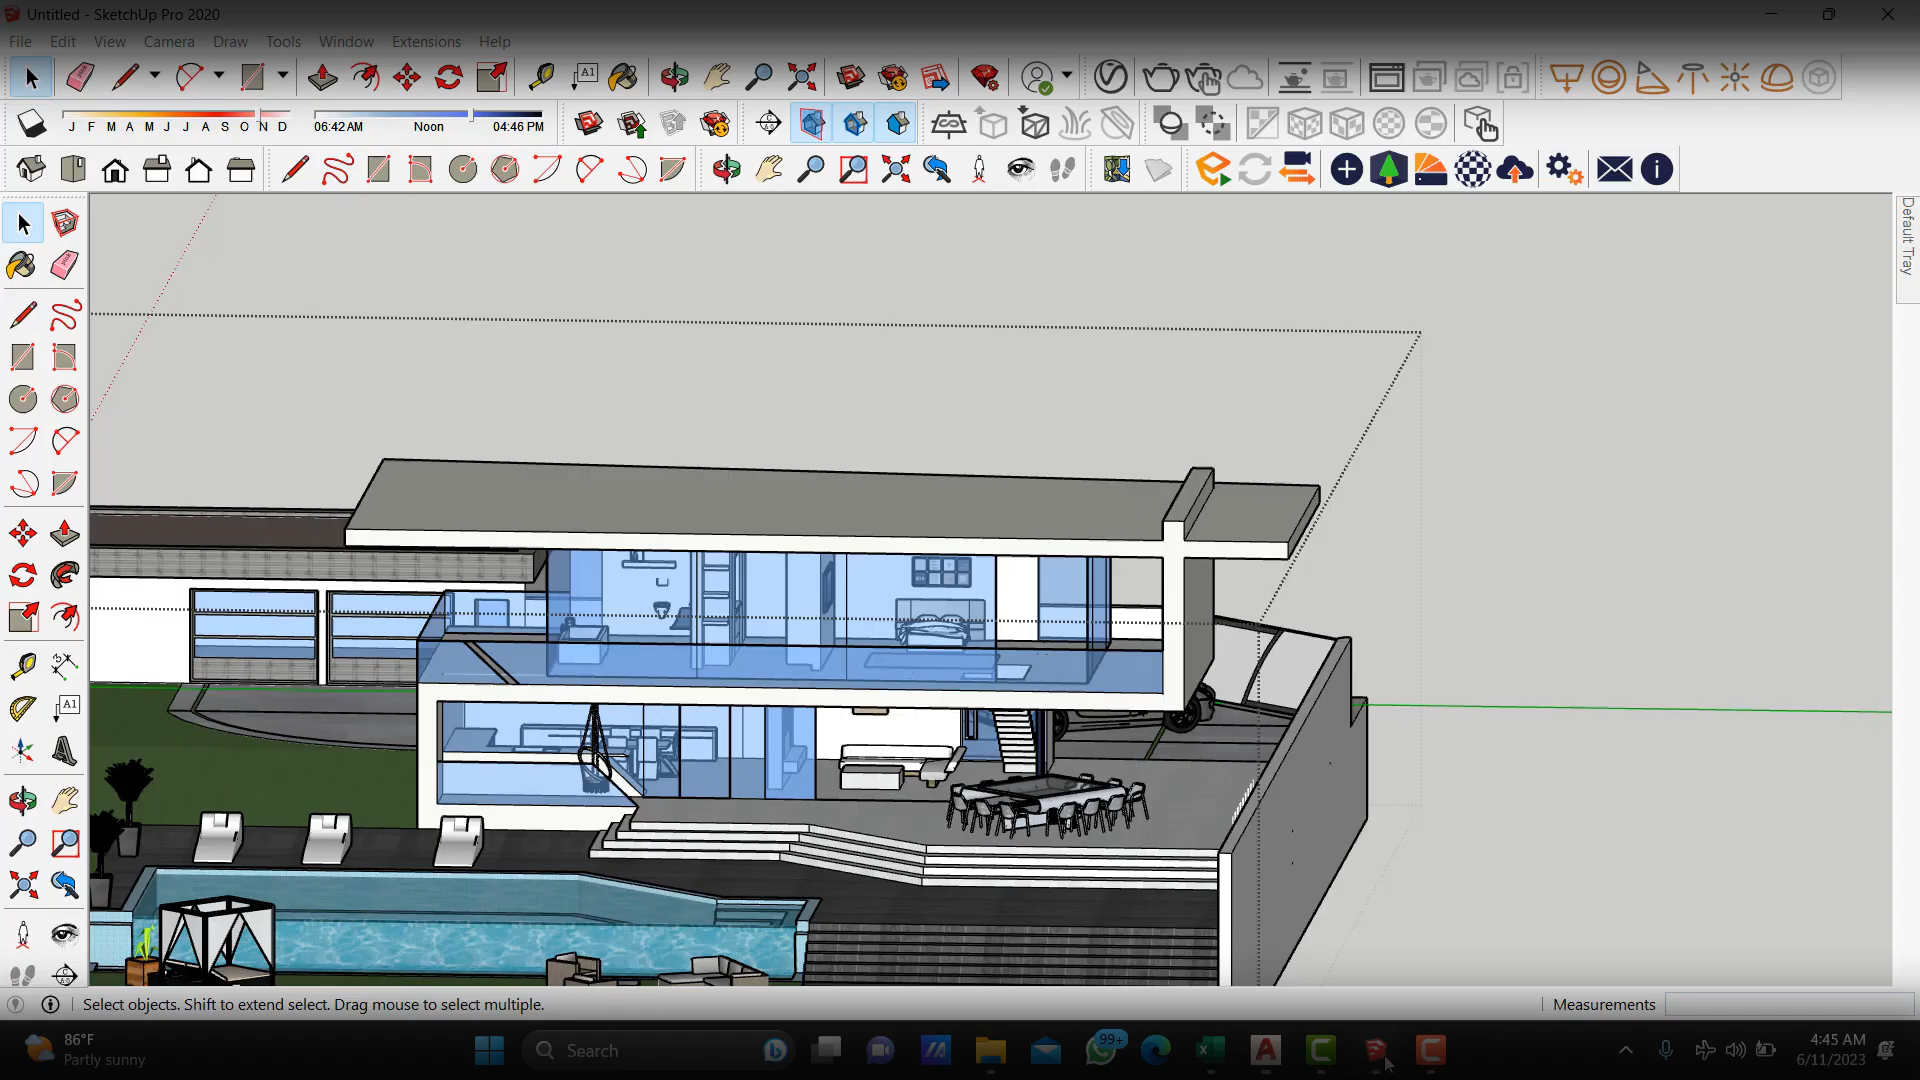 Untitled - SketchUp Pro 2020
File Edit View Camera Draw Tools Window Extensions Help
A1
J F M A M J J A S O N D
06:42 AM Noon 04:46 PM
Default Tray
A1
Select objects. Shift to extend select. Drag mouse to select multiple.
Measurements
86°F
Partly sunny
Search
99+
4:45 AM
6/11/2023